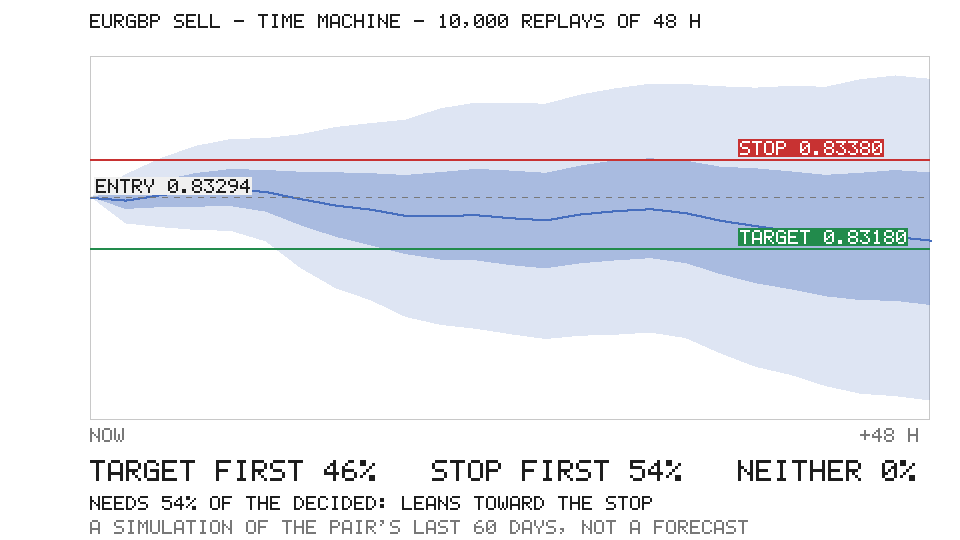 EURGBP SELL - TIME MACHINE - 10,000 REPLAYS OF 48 H
STOP 0.83380
ENTRY 0.83294
TARGET 0.83180
NOW +48 H
TARGET FIRST 46% STOP FIRST 54% NEITHER 0%
NEEDS 54% OF THE DECIDED: LEANS TOWARD THE STOP
A SIMULATION OF THE PAIR'S LAST 60 DAYS, NOT A FORECAST